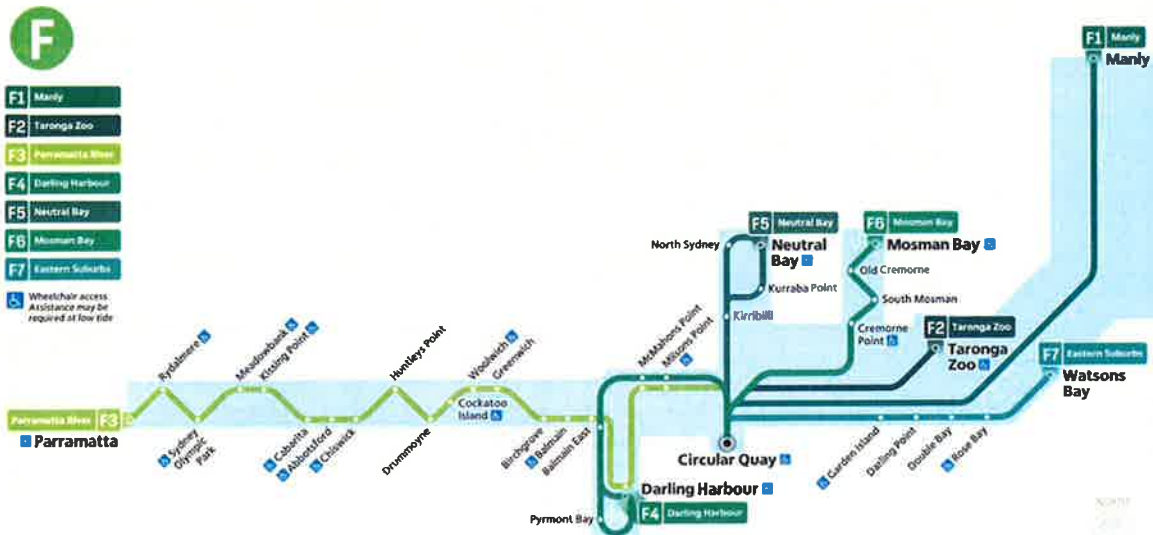 F
F1 Manly
F2 Taronga Zoo
F3 Parramatta River
F4 Darling Harbour
F5 Neutral Bay
F6 Mosman Bay
F7 Eastern Suburbs
Wheelchair access
Assistance may be
required at low tide
F1 Manly
Manly
F5 Neutral Bay
Neutral
Bay
F6 Mosman Bay
Mosman Bay
North Sydney
Old Cremorne
Kurraba Point
South Mosman
Kirribilli
Cremorne
Point
F2 Taronga Zoo
Taronga
Zoo
F7 Eastern Suburbs
Watsons
Bay
McMahons Point
Milsons Point
Rydalmere
Meadowbank
Kissing Point
Huntleys Point
Woolwich
Greenwich
Cockatoo
Island
Parramatta River F3
Parramatta
Sydney
Olympic
Park
Cabarita
Abbotsford
Chiswick
Drummoyne
Birchgrove
Balmain
Balmain East
Circular Quay
Garden Island
Darling Point
Double Bay
Rose Bay
Darling Harbour
F4 Darling Harbour
Pyrmont Bay
NORTH